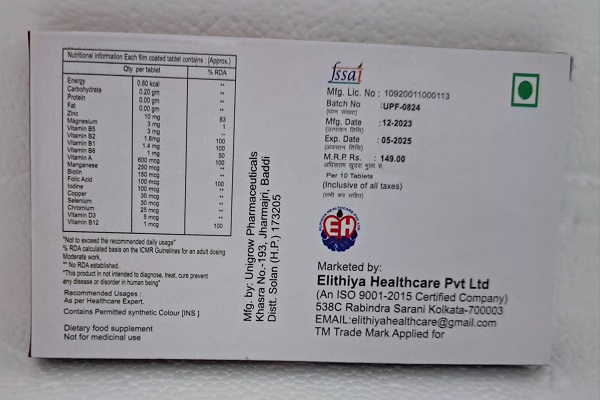 Nutritional Information Each film coated tablet contains : (Approx.)
Qty per tablet % RDA
Energy 0.80 kcal **
Carbohydrate 0.20 gm **
Protein 0.00 gm **
Fat 0.00 gm **
Zinc 10 mg 83
Magnesium 3 mg 1
Vitamin B5 3 mg
Vitamin B2 1.6mg 100
Vitamin B1 1.4 mg 100
Vitamin B6 1 mg 50
Vitamin A 600 mcg 100
Manganese 250 mcg
Biotin 150 mcg
Folic Acid 100 mcg 100
Iodine 100 mcg
Copper 30 mcg
Selenium 30 mcg
Chromium 25 mcg
Vitamin D3 5 mcg
Vitamin B12 1 mcg 100
"Not to exceed the recommended daily usage"
% RDA calculated basis on the ICMR Guinelines for an adult dosing
Moderate work,
** No RDA established.
"This product in not intended to diagnose, treat, cure prevent
any disease or disorder in human being"
Recommended Usages :
As per Healthcare Expert.
Contains Permitted synthetic Colour [INS ]
Dietary food supplement
Not for medicinal use
Mfg. by: Unigrow Pharmaceuticals
Khasra No.-193, Jharmajri, Baddi
Distt. Solan (H.P.) 173205
fssai
Mfg. Lic. No : 10920011000113
Batch No : UPF-0824
Mfg. Date : 12-2023
Exp. Date : 05-2025
M.R.P. Rs. : 149.00
Per 10 Tablets
(Inclusive of all taxes)
EH
Marketed by:
Elithiya Healthcare Pvt Ltd
(An ISO 9001-2015 Certified Company)
538C Rabindra Sarani Kolkata-700003
EMAIL:elithiyahealthcare@gmail.com
TM Trade Mark Applied for